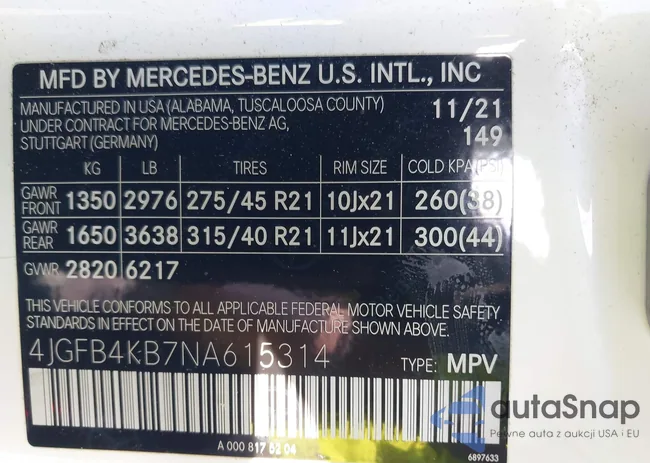 MFD BY MERCEDES-BENZ U.S. INTL., INC
MANUFACTURED IN USA (ALABAMA, TUSCALOOSA COUNTY) 11/21
UNDER CONTRACT FOR MERCEDES-BENZ AG, 149
STUTTGART (GERMANY)
KG LB TIRES RIM SIZE COLD KPA(PSI)
GAWR FRONT 1350 2976 275/45 R21 10Jx21 260(38)
GAWR REAR 1650 3638 315/40 R21 11Jx21 300(44)
GVWR 2820 6217
THIS VEHICLE CONFORMS TO ALL APPLICABLE FEDERAL MOTOR VEHICLE SAFETY
STANDARDS IN EFFECT ON THE DATE OF MANUFACTURE SHOWN ABOVE.
4JGFB4KB7NA615314 TYPE: MPV
A 000 817 52 04
6897633
autaSnap
Pewne auta z aukcji USA i EU